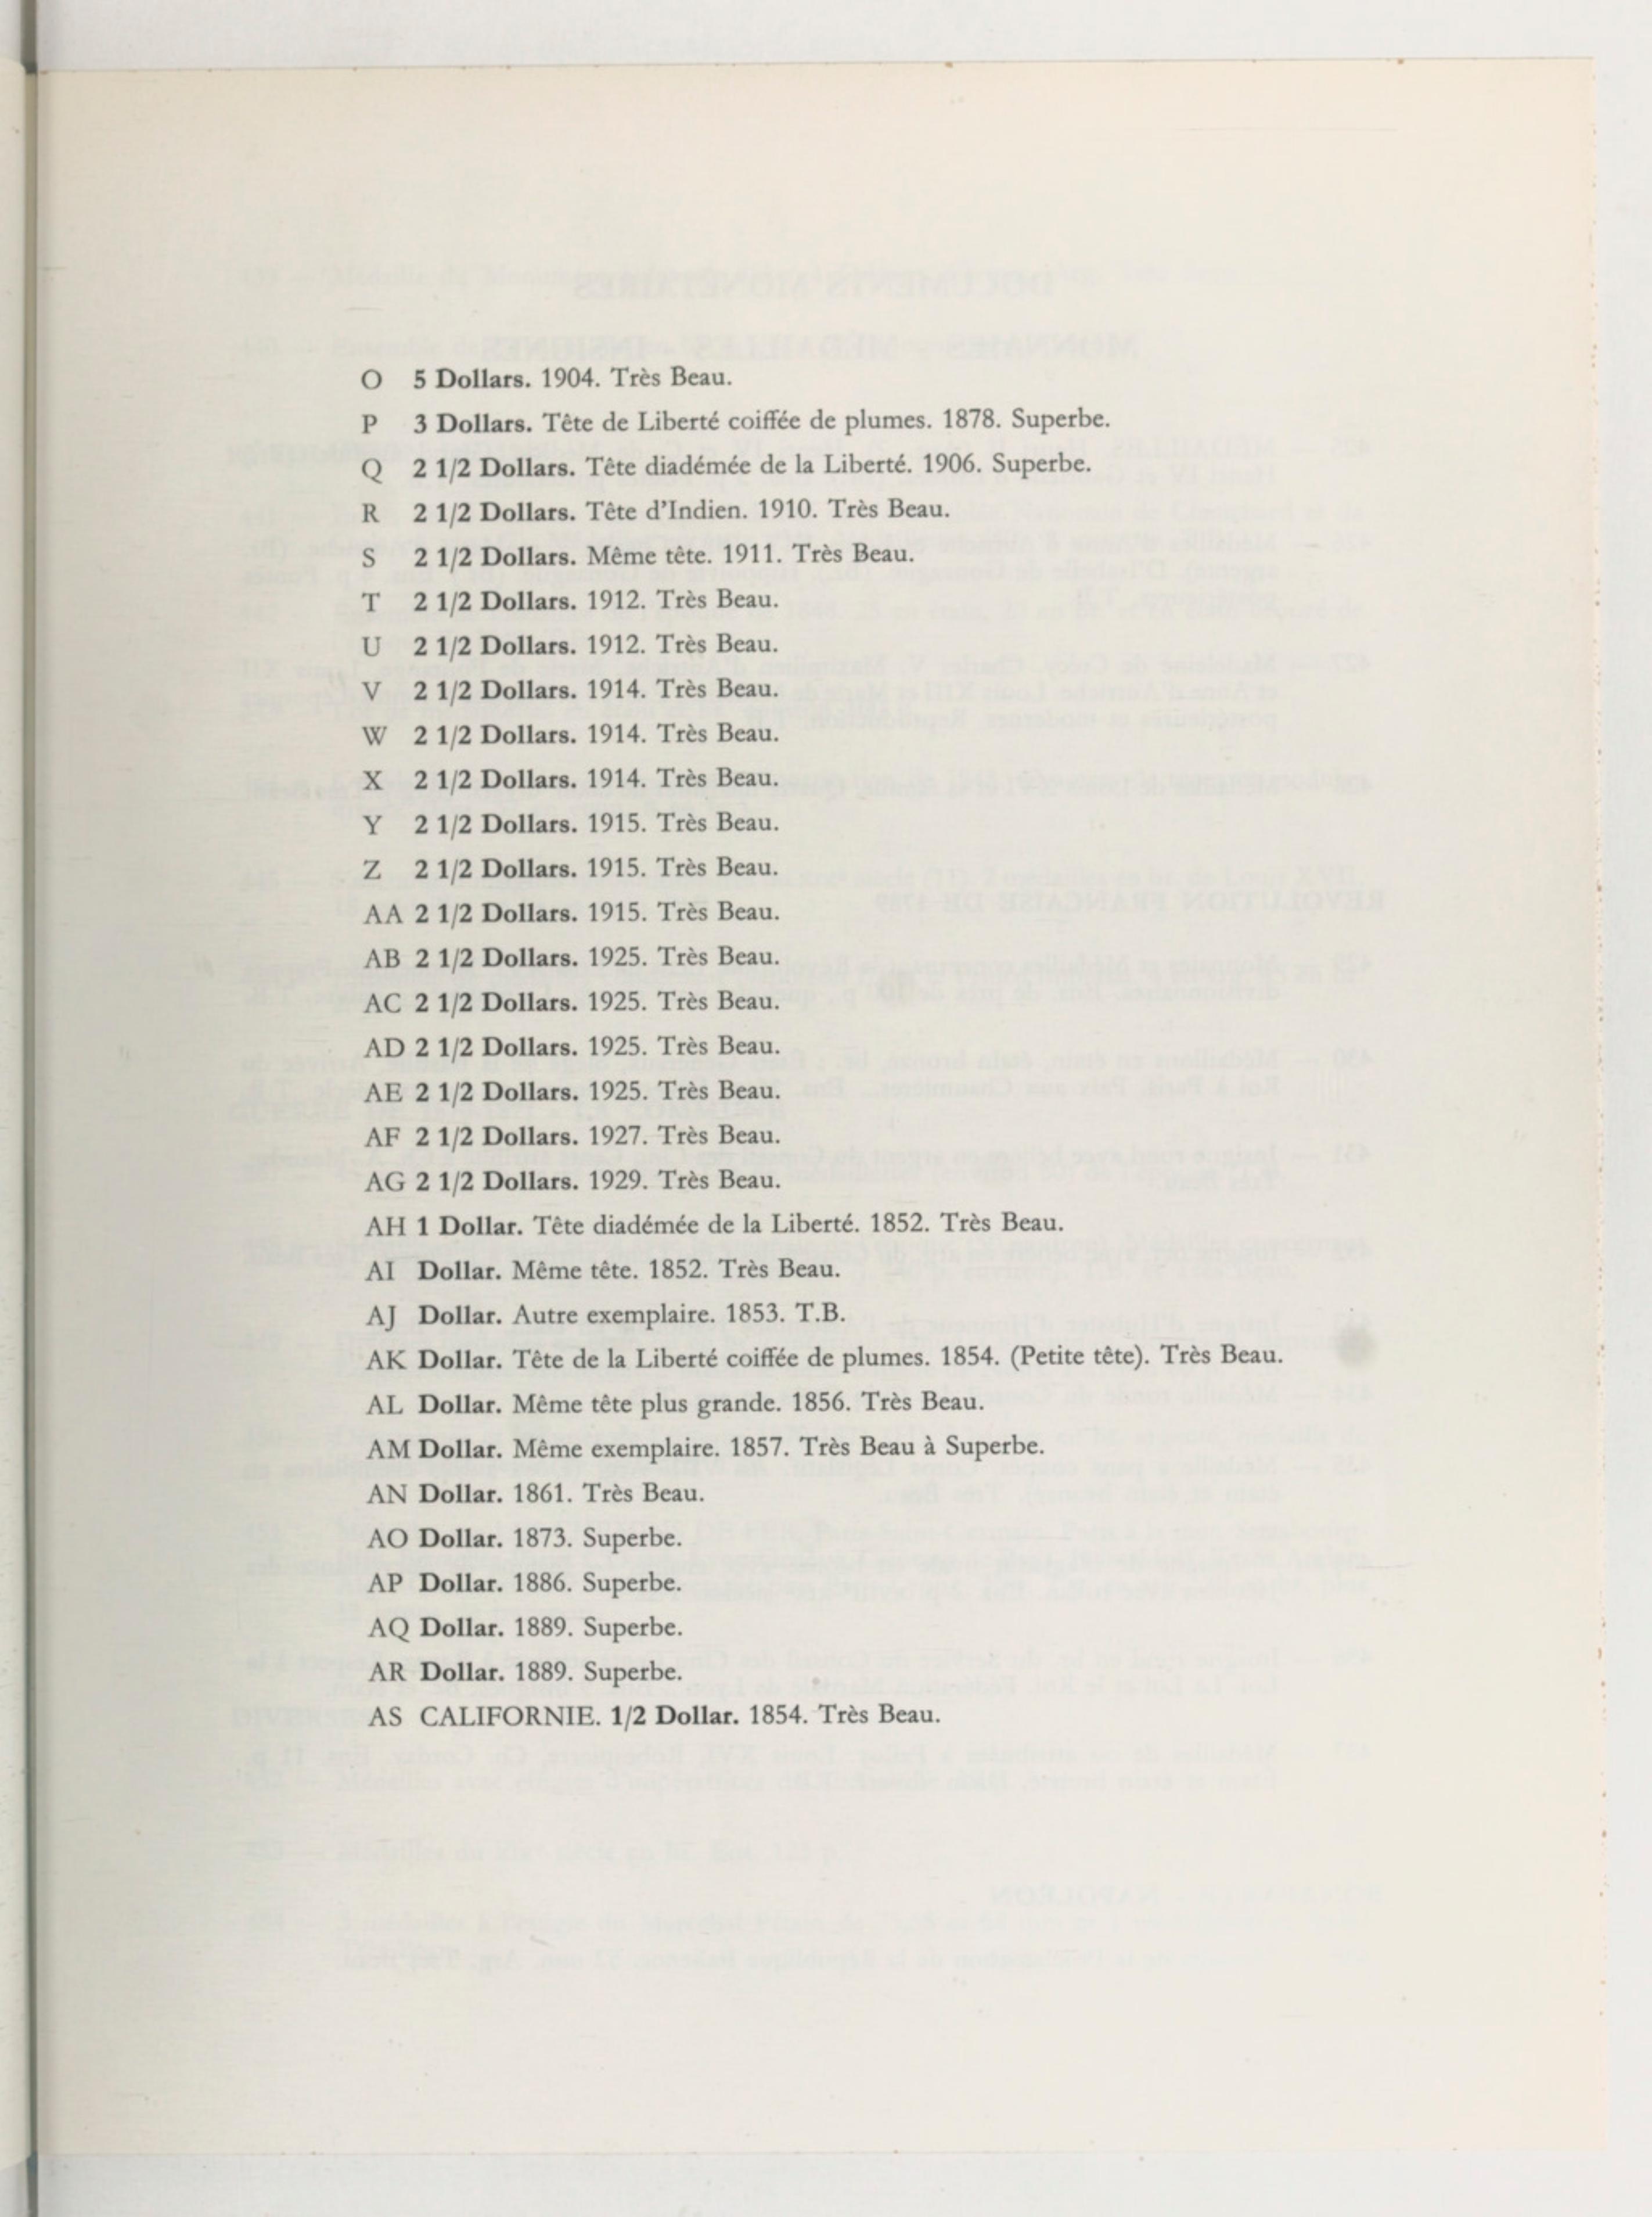 O 5 Dollars. 1904. Très Beau.
P 3 Dollars. Tête de Liberté coiffée de plumes. 1878. Superbe.
Q 2 1/2 Dollars. Tête diadémée de la Liberté. 1906. Superbe.
R 2 1/2 Dollars. Tête d'Indien. 1910. Très Beau.
S 2 1/2 Dollars. Même tête. 1911. Très Beau.
T 2 1/2 Dollars. 1912. Très Beau.
U 2 1/2 Dollars. 1912. Très Beau.
V 2 1/2 Dollars. 1914. Très Beau.
W 2 1/2 Dollars. 1914. Très Beau.
X 2 1/2 Dollars. 1914. Très Beau.
Y 2 1/2 Dollars. 1915. Très Beau.
Z 2 1/2 Dollars. 1915. Très Beau.
AA 2 1/2 Dollars. 1915. Très Beau.
AB 2 1/2 Dollars. 1925. Très Beau.
AC 2 1/2 Dollars. 1925. Très Beau.
AD 2 1/2 Dollars. 1925. Très Beau.
AE 2 1/2 Dollars. 1925. Très Beau.
AF 2 1/2 Dollars. 1927. Très Beau.
AG 2 1/2 Dollars. 1929. Très Beau.
AH 1 Dollar. Tête diadémée de la Liberté. 1852. Très Beau.
AI Dollar. Même tête. 1852. Très Beau.
AJ Dollar. Autre exemplaire. 1853. T.B.
AK Dollar. Tête de la Liberté coiffée de plumes. 1854. (Petite tête). Très Beau.
AL Dollar. Même tête plus grande. 1856. Très Beau.
AM Dollar. Même exemplaire. 1857. Très Beau à Superbe.
AN Dollar. 1861. Très Beau.
AO Dollar. 1873. Superbe.
AP Dollar. 1886. Superbe.
AQ Dollar. 1889. Superbe.
AR Dollar. 1889. Superbe.
AS CALIFORNIE. 1/2 Dollar. 1854. Très Beau.